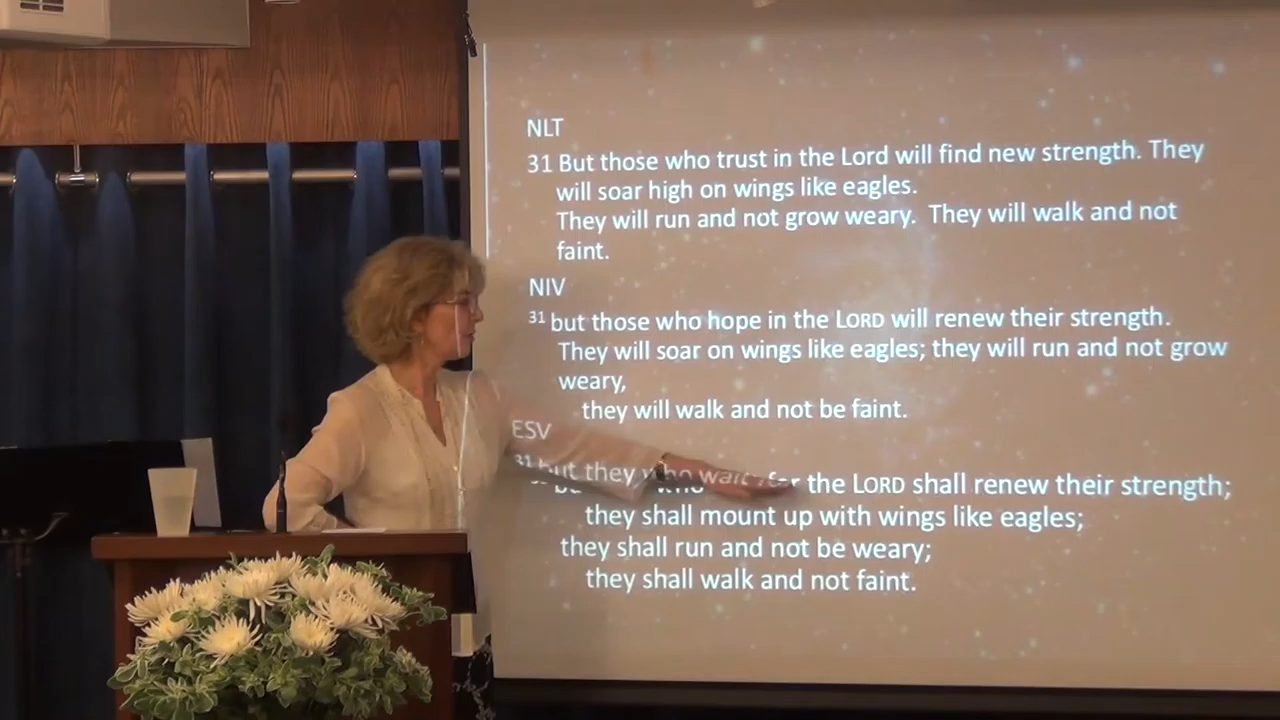 NLT
31 But those who trust in the Lord will find new strength. They
will soar high on wings like eagles.
They will run and not grow weary. They will walk and not
faint.
NIV
31 but those who hope in the LORD will renew their strength.
They will soar on wings like eagles; they will run and not grow
weary,
they will walk and not be faint.
ESV
31 but they who wait for the LORD shall renew their strength;
they shall mount up with wings like eagles;
they shall run and not be weary;
they shall walk and not faint.